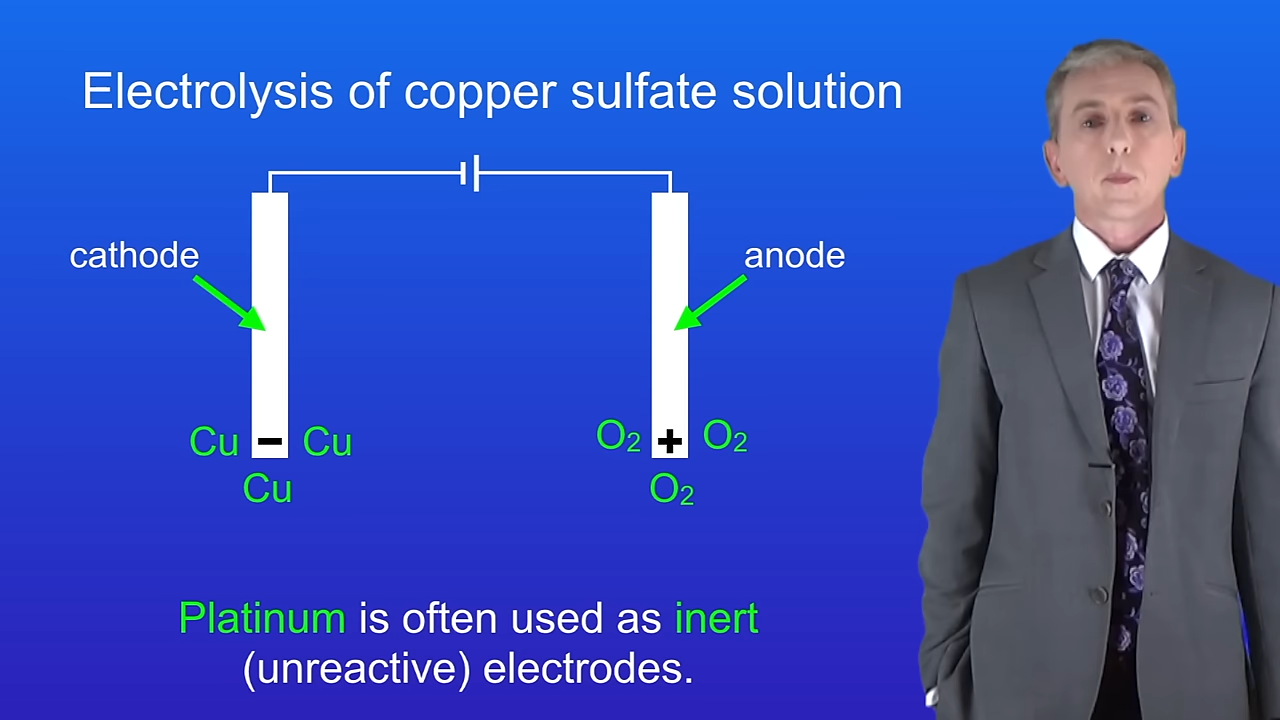 Electrolysis of copper sulfate solution
cathode
anode
Cu − Cu
Cu
O₂ + O₂
O₂
Platinum is often used as inert
(unreactive) electrodes.